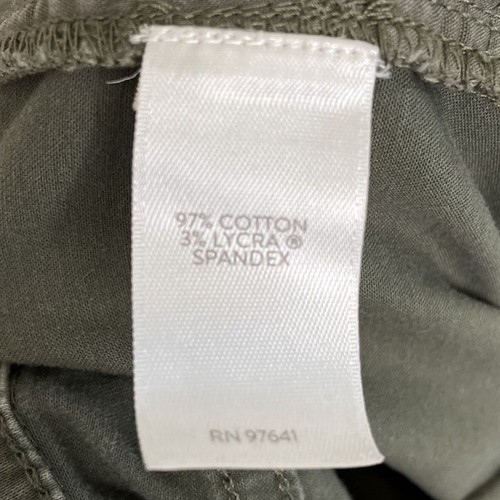 97% COTTON
3% LYCRA ®
SPANDEX
RN 97641